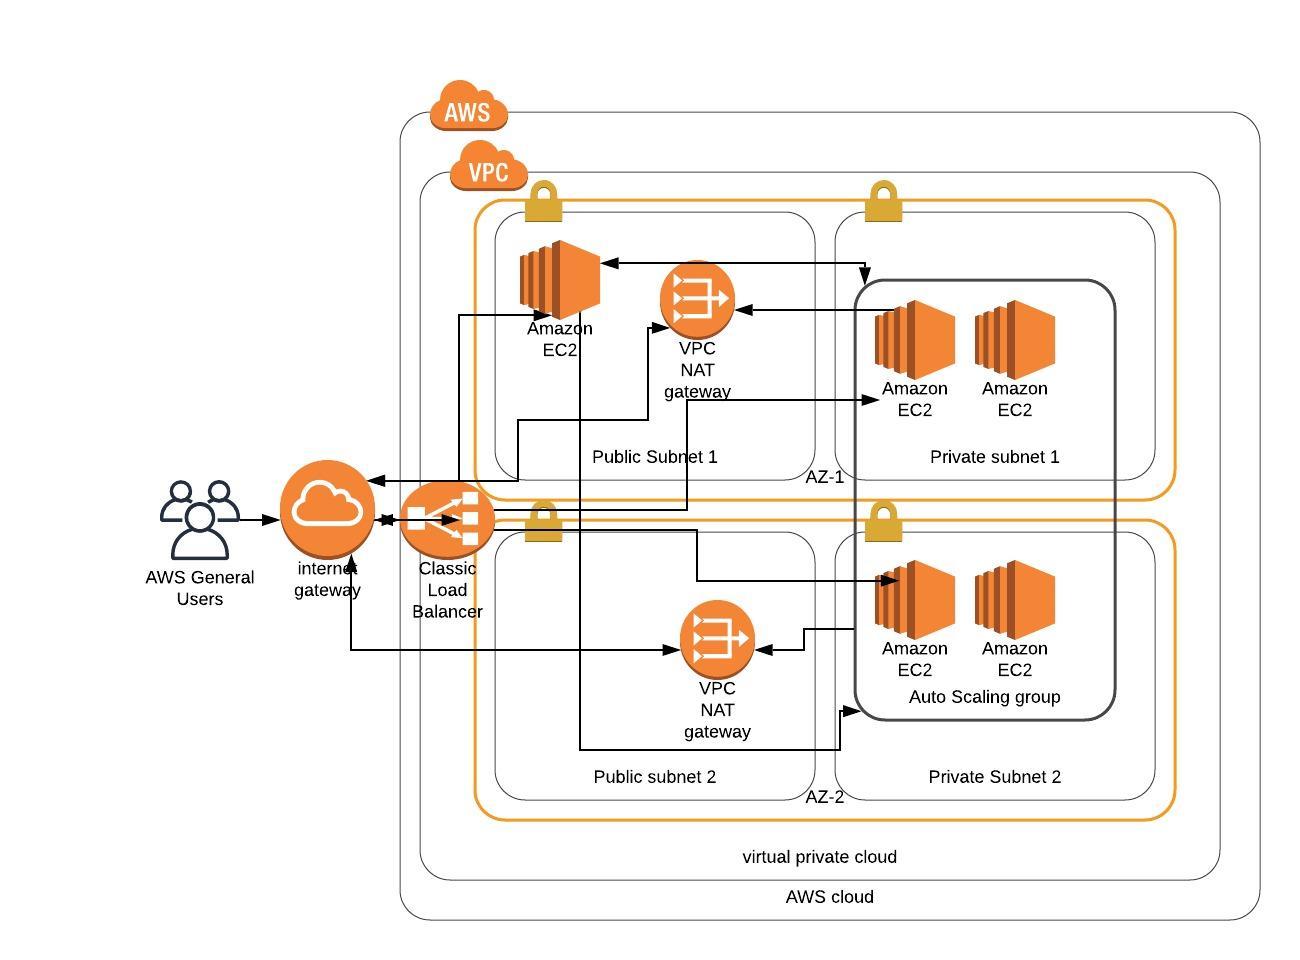 AWS
VPC
Amazon
EC2
VPC
NAT
gateway
Amazon
EC2
Amazon
EC2
Public Subnet 1
Private subnet 1
AZ-1
AWS General
Users
internet
gateway
Classic
Load
Balancer
Amazon
EC2
Amazon
EC2
Auto Scaling group
VPC
NAT
gateway
Public subnet 2
Private Subnet 2
AZ-2
virtual private cloud
AWS cloud